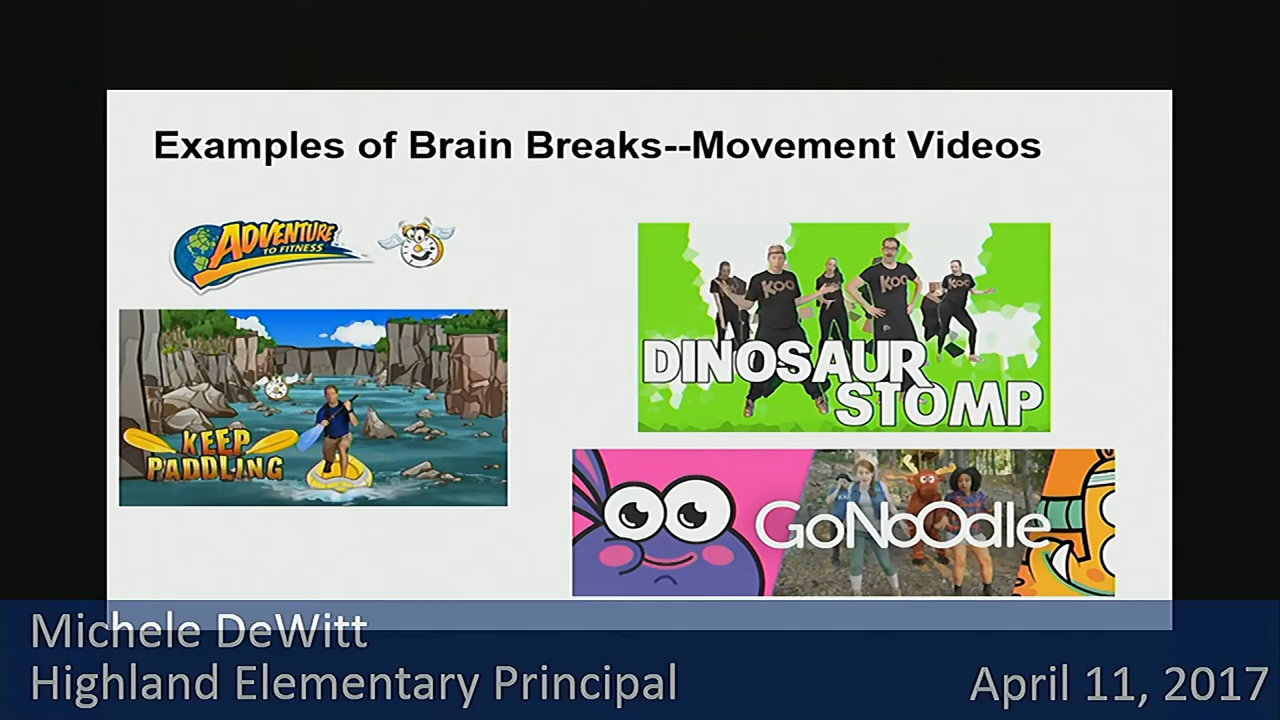 Examples of Brain Breaks--Movement Videos
ADVENTURE
TO FITNESS
KEEP
PADDLING
KOO
KOO
KOO
DINOSAUR
STOMP
GoNoodle
Michele DeWitt
Highland Elementary Principal
April 11, 2017